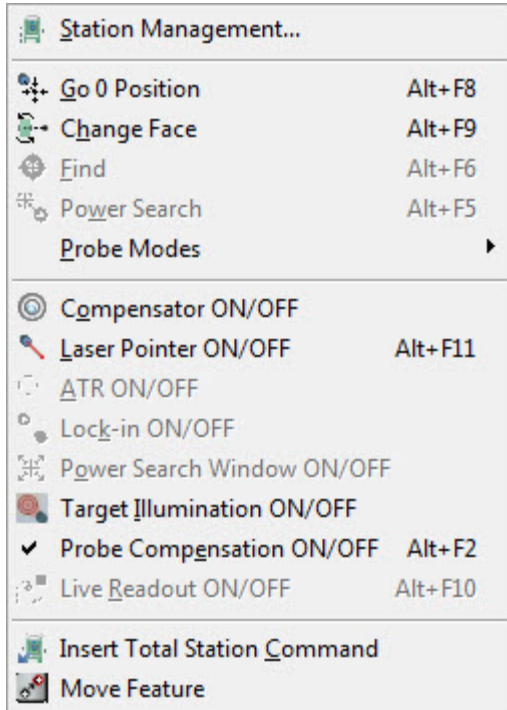 Station Management...
Go 0 Position Alt+F8
Change Face Alt+F9
Find Alt+F6
Power Search Alt+F5
Probe Modes
Compensator ON/OFF
Laser Pointer ON/OFF Alt+F11
ATR ON/OFF
Lock-in ON/OFF
Power Search Window ON/OFF
Target Illumination ON/OFF
Probe Compensation ON/OFF Alt+F2
Live Readout ON/OFF Alt+F10
Insert Total Station Command
Move Feature